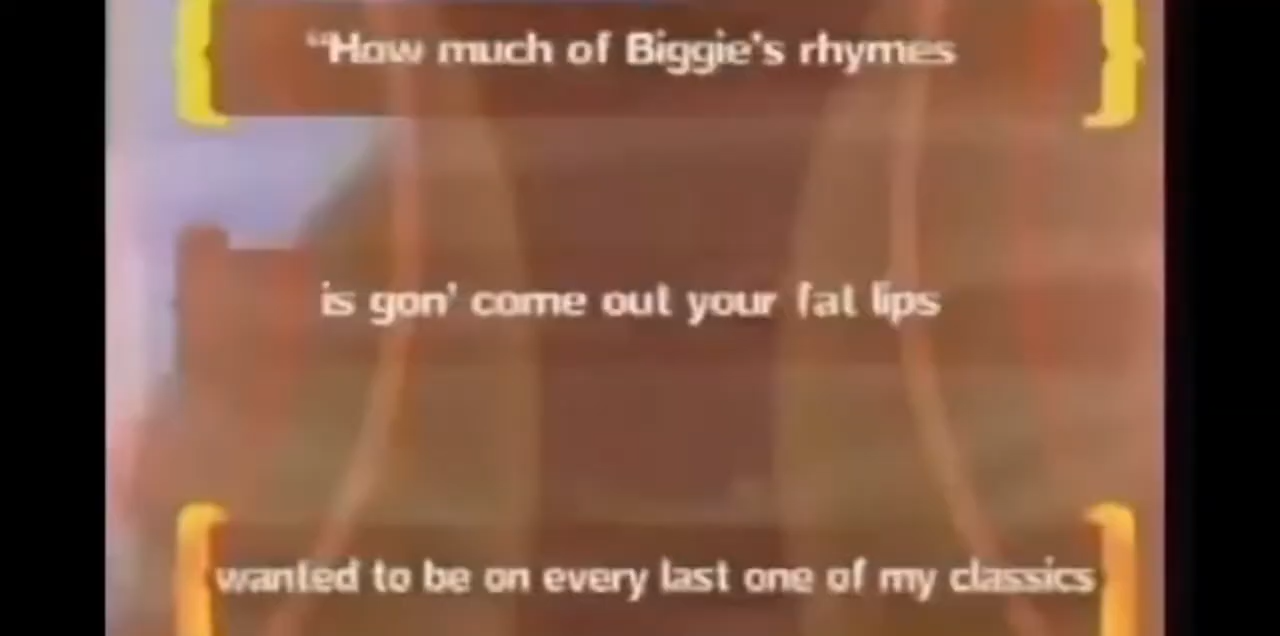 “How much of Biggie's rhymes
is gon' come out your fat lips
wanted to be on every last one of my classics